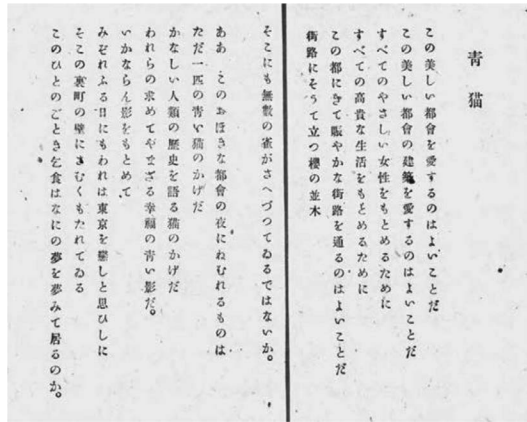 青猫
この美しい都會を愛するのはよいことだ
この美しい都會の建築を愛するのはよいことだ
すべてのやさしい女性をもとめるために
すべての高貴な生活をもとめるために
この都にきて賑やかな街路を通るのはよいことだ
街路にそうて立つ櫻の並木
そこにも無數の雀がさへづつてゐるではないか。
ああ このおほきな都會の夜にねむれるものは
ただ一匹の青い猫のかげだ
かなしい人類の歷史を語る猫のかげだ
われらの求めてやまざる幸福の青い影だ。
いかならん影をもとめて
みぞれふる日にもわれは東京を戀しと思ひしに
そこの裏町の壁にさむくもたれてゐる
このひとのごとき乞食はなにの夢を夢みて居るのか。